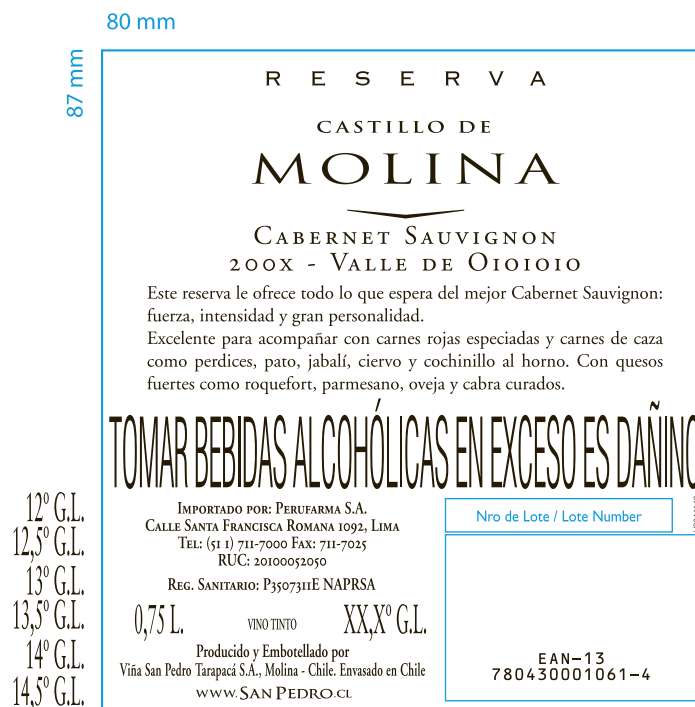 80 mm
87 mm
RESERVA
CASTILLO DE
MOLINA
CABERNET SAUVIGNON
200X - VALLE DE OIOIOIO
Este reserva le ofrece todo lo que espera del mejor Cabernet Sauvignon:
fuerza, intensidad y gran personalidad.
Excelente para acompañar con carnes rojas especiadas y carnes de caza
como perdices, pato, jabalí, ciervo y cochinillo al horno. Con quesos
fuertes como roquefort, parmesano, oveja y cabra curados.
TOMAR BEBIDAS ALCOHÓLICAS EN EXCESO ES DAÑINO
12º G.L.
12,5º G.L.
13º G.L.
13,5º G.L.
14º G.L.
14,5º G.L.
IMPORTADO POR: PERUFARMA S.A.
CALLE SANTA FRANCISCA ROMANA 1092, LIMA
TEL: (51 1) 711-7000 FAX: 711-7025
RUC: 20100052050
REG. SANITARIO: P3507311E NAPRSA
0,75 L. VINO TINTO XX,Xº G.L.
Producido y Embotellado por
Viña San Pedro Tarapacá S.A., Molina - Chile. Envasado en Chile
WWW.SANPEDRO.CL
Nro de Lote / Lote Number
EAN-13
780430001061-4